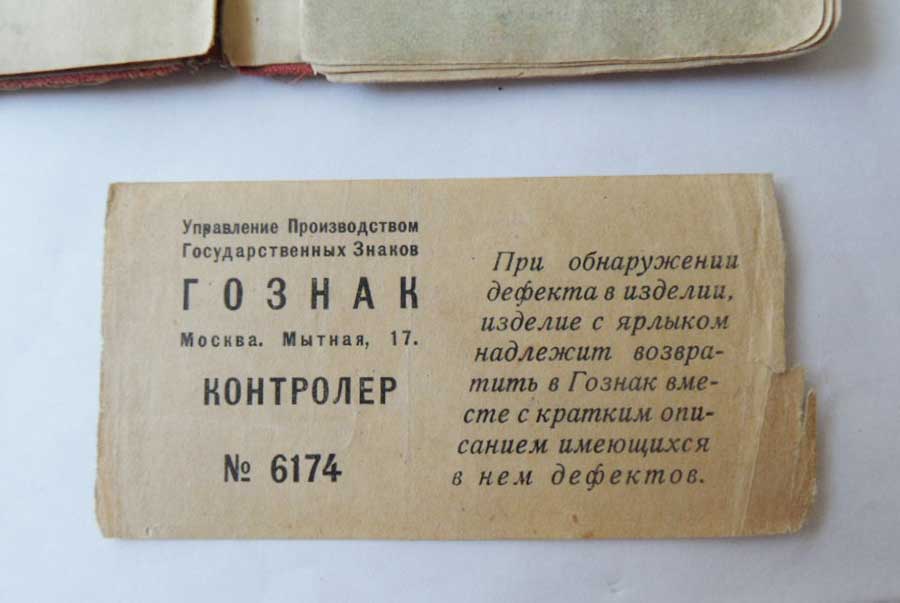 Управление Производством
Государственных Знаков
ГОЗНАК
Москва. Мытная, 17.
КОНТРОЛЕР
№ 6174
При обнаружении
дефекта в изделии,
изделие с ярлыком
надлежит возвра-
тить в Гознак вме-
сте с кратким опи-
санием имеющихся
в нем дефектов.